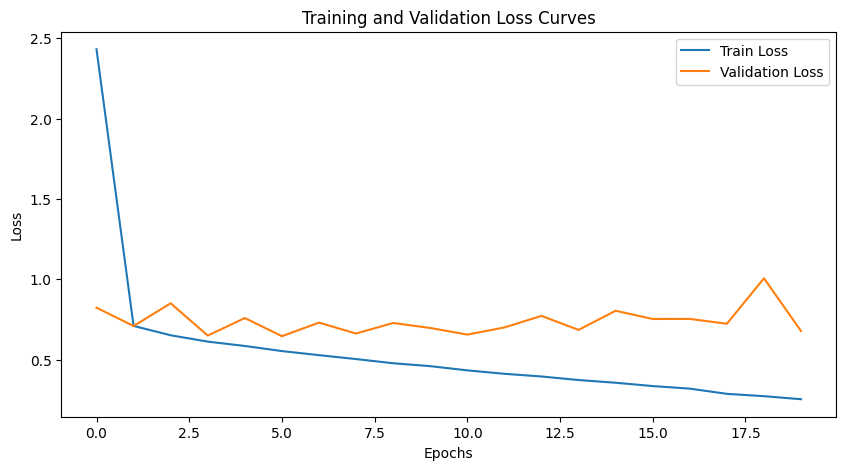 Training and Validation Loss Curves
Train Loss
Validation Loss
2.5
2.0
1.5
1.0
0.5
Loss
0.0
2.5
5.0
7.5
10.0
12.5
15.0
17.5
Epochs